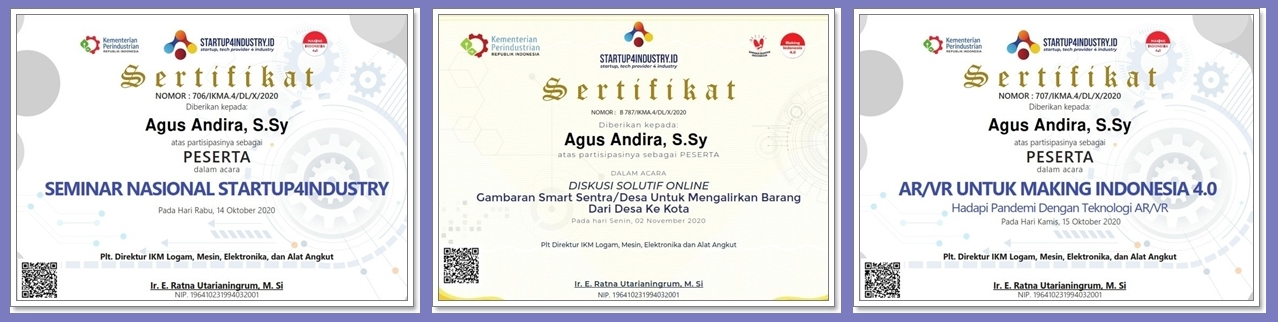 Kementerian
Perindustrian
REPUBLIK INDONESIA
STARTUP4INDUSTRY.ID
startup, tech provider 4 industry
MAKING
INDONESIA
4.0
Sertifikat
NOMOR : 706/IKMA.4/DL/X/2020
Diberikan kepada:
Agus Andira, S.Sy
atas partisipasinya sebagai
PESERTA
dalam acara
SEMINAR NASIONAL STARTUP4INDUSTRY
Pada Hari Rabu, 14 Oktober 2020
Plt. Direktur IKM Logam, Mesin, Elektronika, dan Alat Angkut
Ir. E. Ratna Utarianingrum, M. Si
NIP. 196410231994032001
Kementerian
Perindustrian
REPUBLIK INDONESIA
STARTUP4INDUSTRY.ID
startup, tech provider 4 industry
Making
Indonesia
4.0
Sertifikat
NOMOR : B 787/IKMA.4/DL/X/2020
Diberikan kepada:
Agus Andira, S.Sy
atas partisipasinya sebagai PESERTA
DALAM ACARA
DISKUSI SOLUTIF ONLINE
Gambaran Smart Sentra/Desa Untuk Mengalirkan Barang
Dari Desa Ke Kota
Pada hari Senin, 02 November 2020
Plt Direktur IKM Logam, Mesin, Elektronika dan Alat Angkut
Ir. E. Ratna Utarianingrum, M. Si
NIP. 196410231994032001
Kementerian
Perindustrian
REPUBLIK INDONESIA
STARTUP4INDUSTRY.ID
startup, tech provider 4 industry
MAKING
INDONESIA
4.0
Sertifikat
NOMOR : 707/IKMA.4/DL/X/2020
Diberikan kepada:
Agus Andira, S.Sy
atas partisipasinya sebagai
PESERTA
dalam acara
AR/VR UNTUK MAKING INDONESIA 4.0
Hadapi Pandemi Dengan Teknologi AR/VR
Pada Hari Kamis, 15 Oktober 2020
Plt. Direktur IKM Logam, Mesin, Elektronika, dan Alat Angkut
Ir. E. Ratna Utarianingrum, M. Si
NIP. 196410231994032001